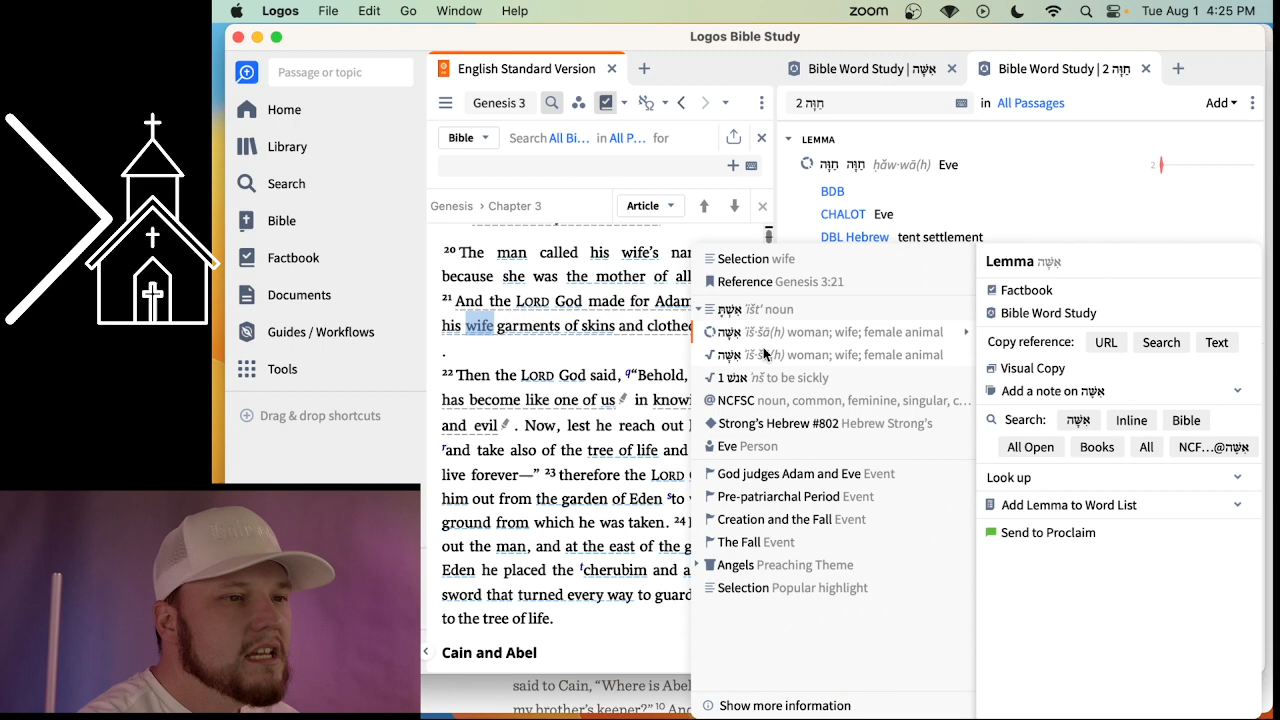 Logos File Edit Go Window Help zoom Tue Aug 1 4:25 PM
Logos Bible Study
Passage or topic
Home
Library
Search
Bible
Factbook
Documents
Guides / Workflows
Tools
Drag & drop shortcuts
English Standard Version
Genesis 3
Bible Search All Bi... in All P... for
Genesis › Chapter 3
Article
20 The man called his wife's
because she was the mother of all
21 And the LORD God made for Adam
his wife garments of skins and clothed
.
22 Then the LORD God said, q“Behold,
has become like one of us in
and evil . Now, lest he reach out
rand take also of the tree of life and
live forever—” 23 therefore the LORD
him out from the garden of Eden sto
ground from which he was taken. 24
out the man, and at the east of the
Eden he placed the tcherubim and a
sword that turned every way to guard
to the tree of life.
Cain and Abel
said to Cain, “Where is Abel
my brother's keeper?” 10
Bible Word Study | אִשָּׁה
Bible Word Study | חַוָּה 2
חַוָּה 2 in All Passages Add
LEMMA
חַוָּה חַוָּה ḥǎw·wā(h) Eve 2
BDB
CHALOT Eve
DBL Hebrew tent settlement
Selection wife
Reference Genesis 3:21
אִשְׁתּ ʾišt' noun
אִשָּׁה ʾiš·šā(h) woman; wife; female animal
אִשָּׁה woman; wife; female animal
אנשׁ 1 ʾnš to be sickly
NCFSC noun, common, feminine, singular, c...
Strong's Hebrew #802 Hebrew Strong's
Eve Person
God judges Adam and Eve Event
Pre-patriarchal Period Event
Creation and the Fall Event
The Fall Event
Angels Preaching Theme
Selection Popular highlight
Show more information
Lemma אִשָּׁה
Factbook
Bible Word Study
Copy reference: URL Search Text
Visual Copy
Add a note on אִשָּׁה
Search: אִשָּׁה Inline Bible
All Open Books All NCF...@אִשָּׁה
Look up
Add Lemma to Word List
Send to Proclaim